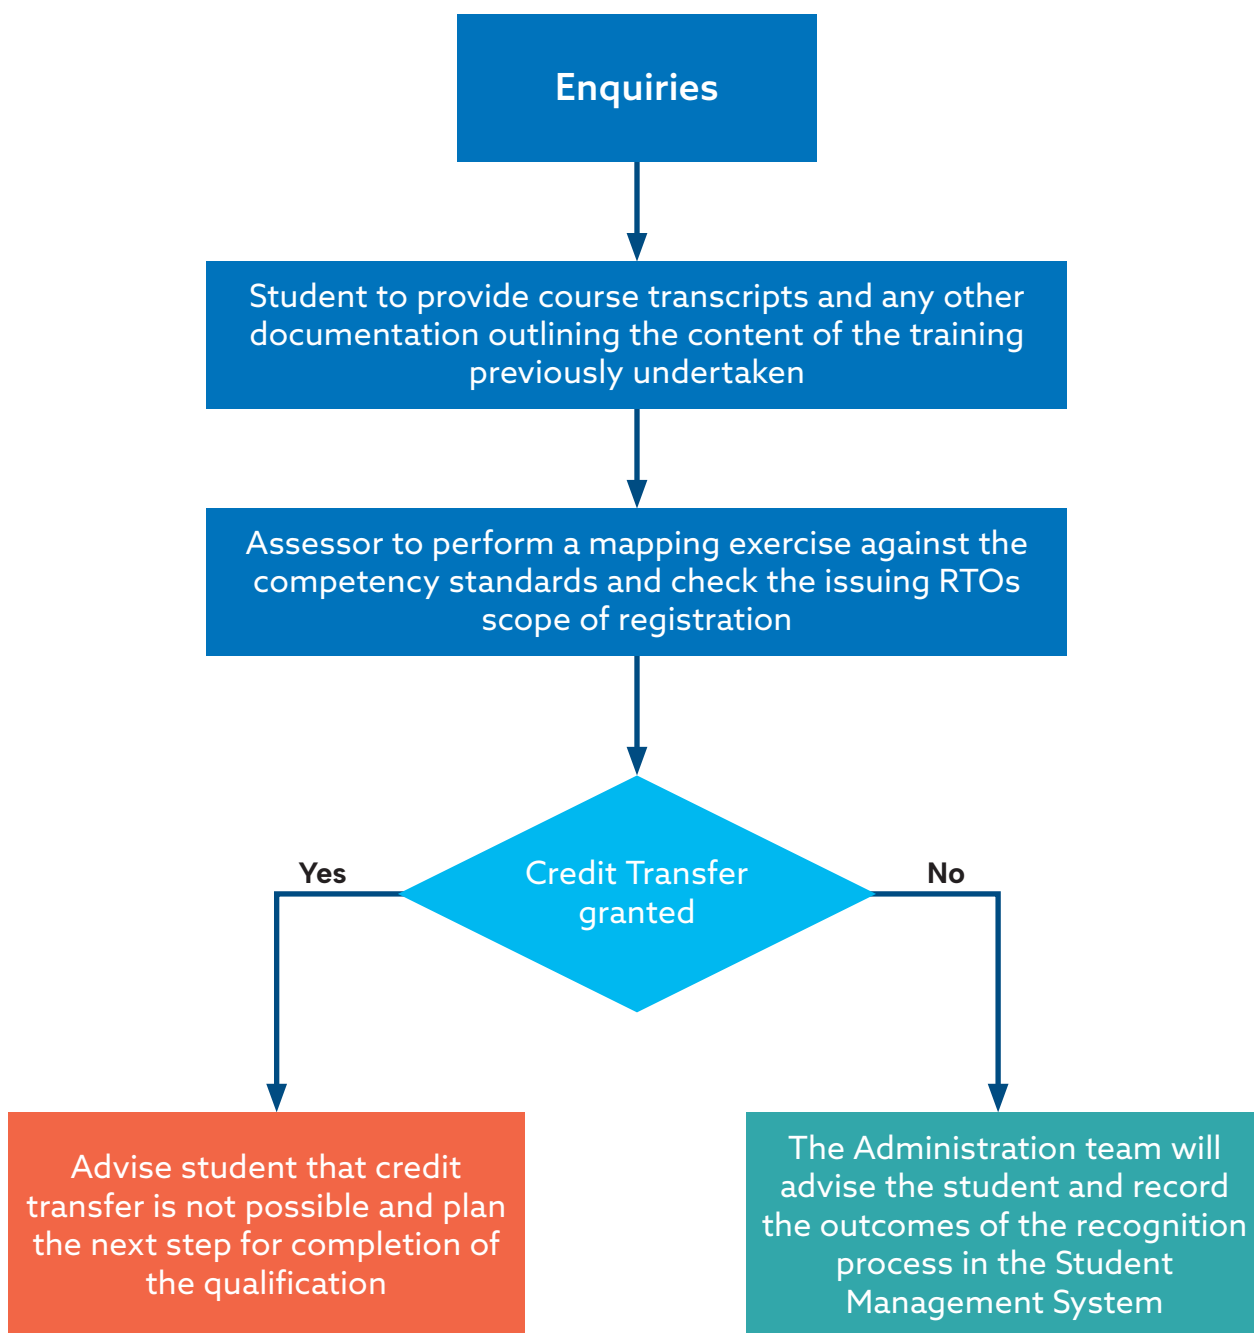 Enquiries
Student to provide course transcripts and any other
documentation outlining the content of the training
previously undertaken
Assessor to perform a mapping exercise against the
competency standards and check the issuing RTOs
scope of registration
Credit Transfer
granted
Yes
No
Advise student that credit
transfer is not possible and plan
the next step for completion of
the qualification
The Administration team will
advise the student and record
the outcomes of the recognition
process in the Student
Management System